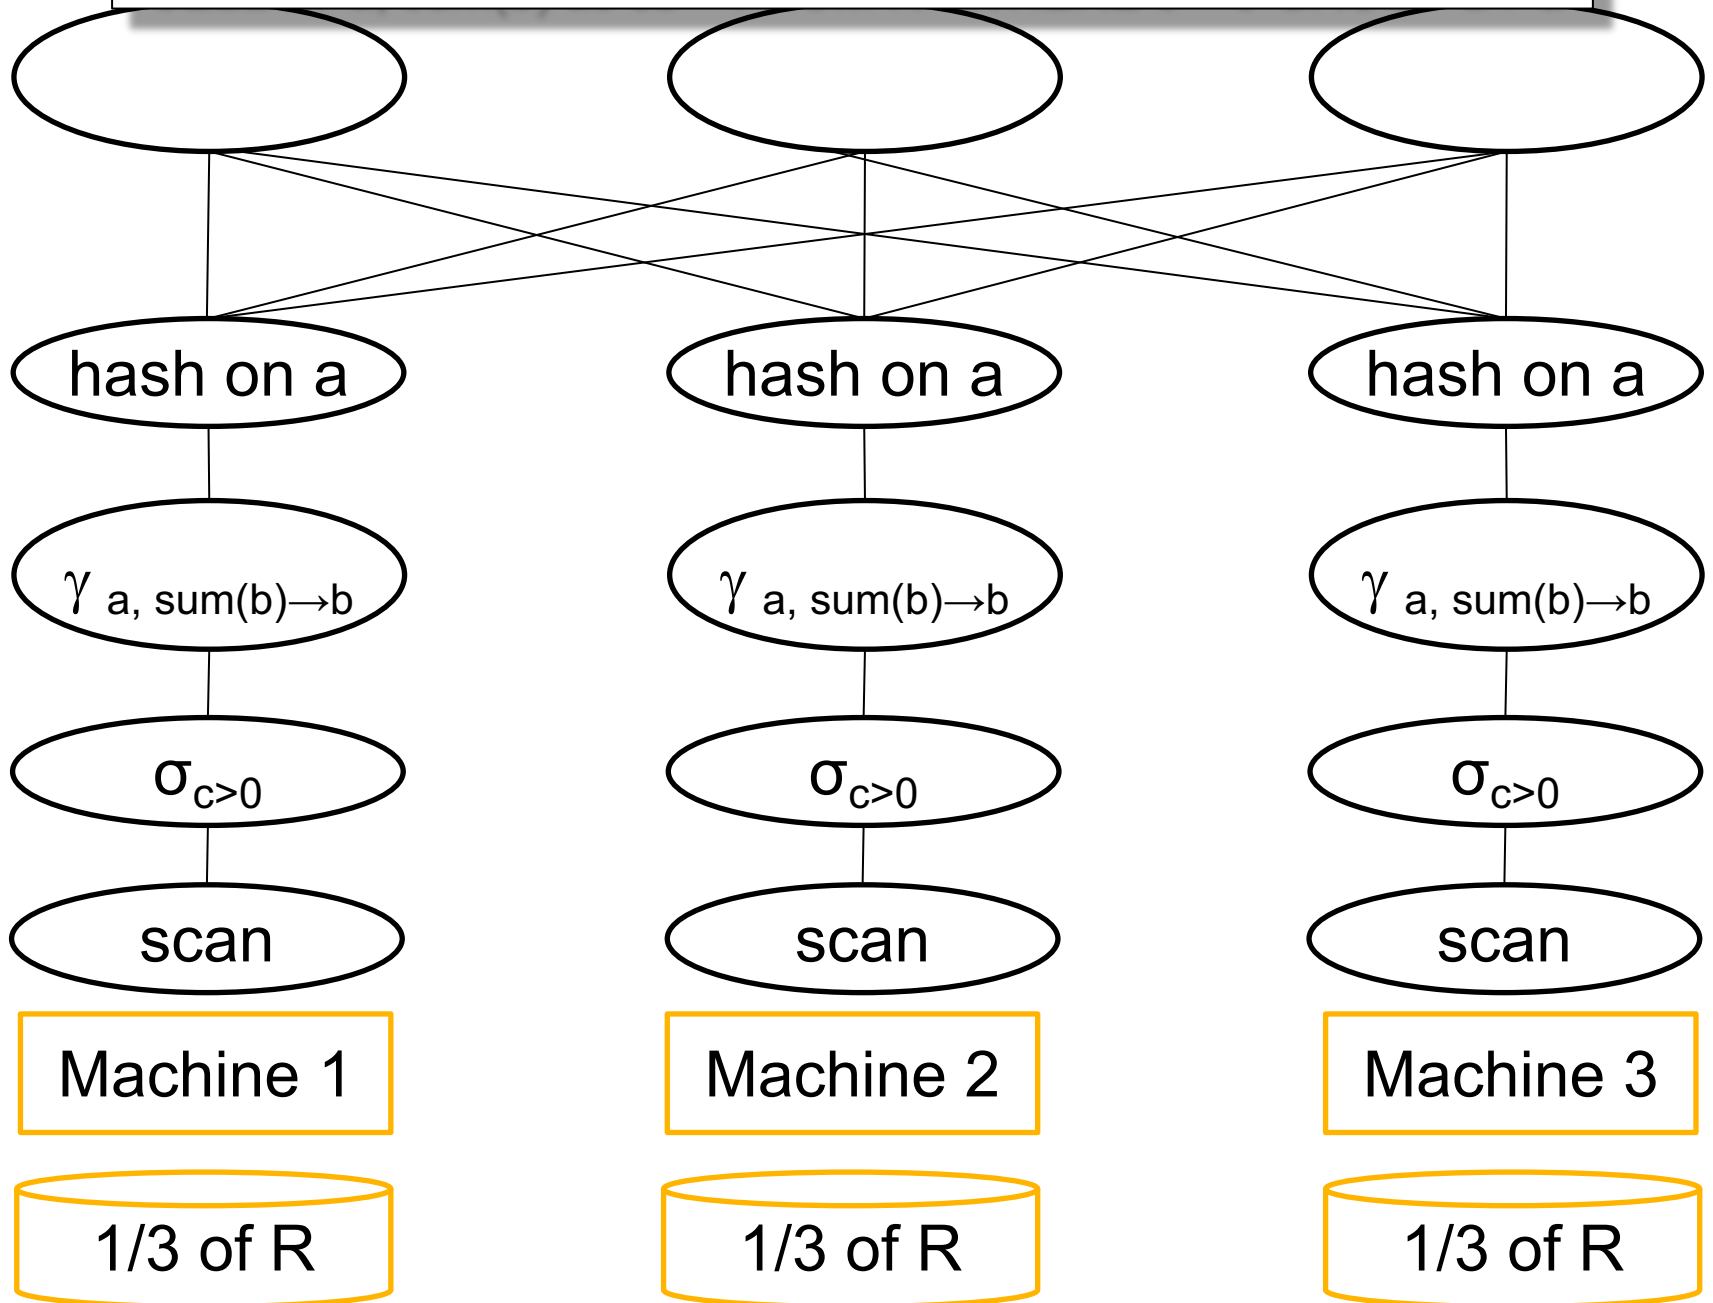 hash on a hash on a hash on a
γ a, sum(b)→b γ a, sum(b)→b γ a, sum(b)→b
σc>0 σc>0 σc>0
scan scan scan
Machine 1 Machine 2 Machine 3
1/3 of R 1/3 of R 1/3 of R